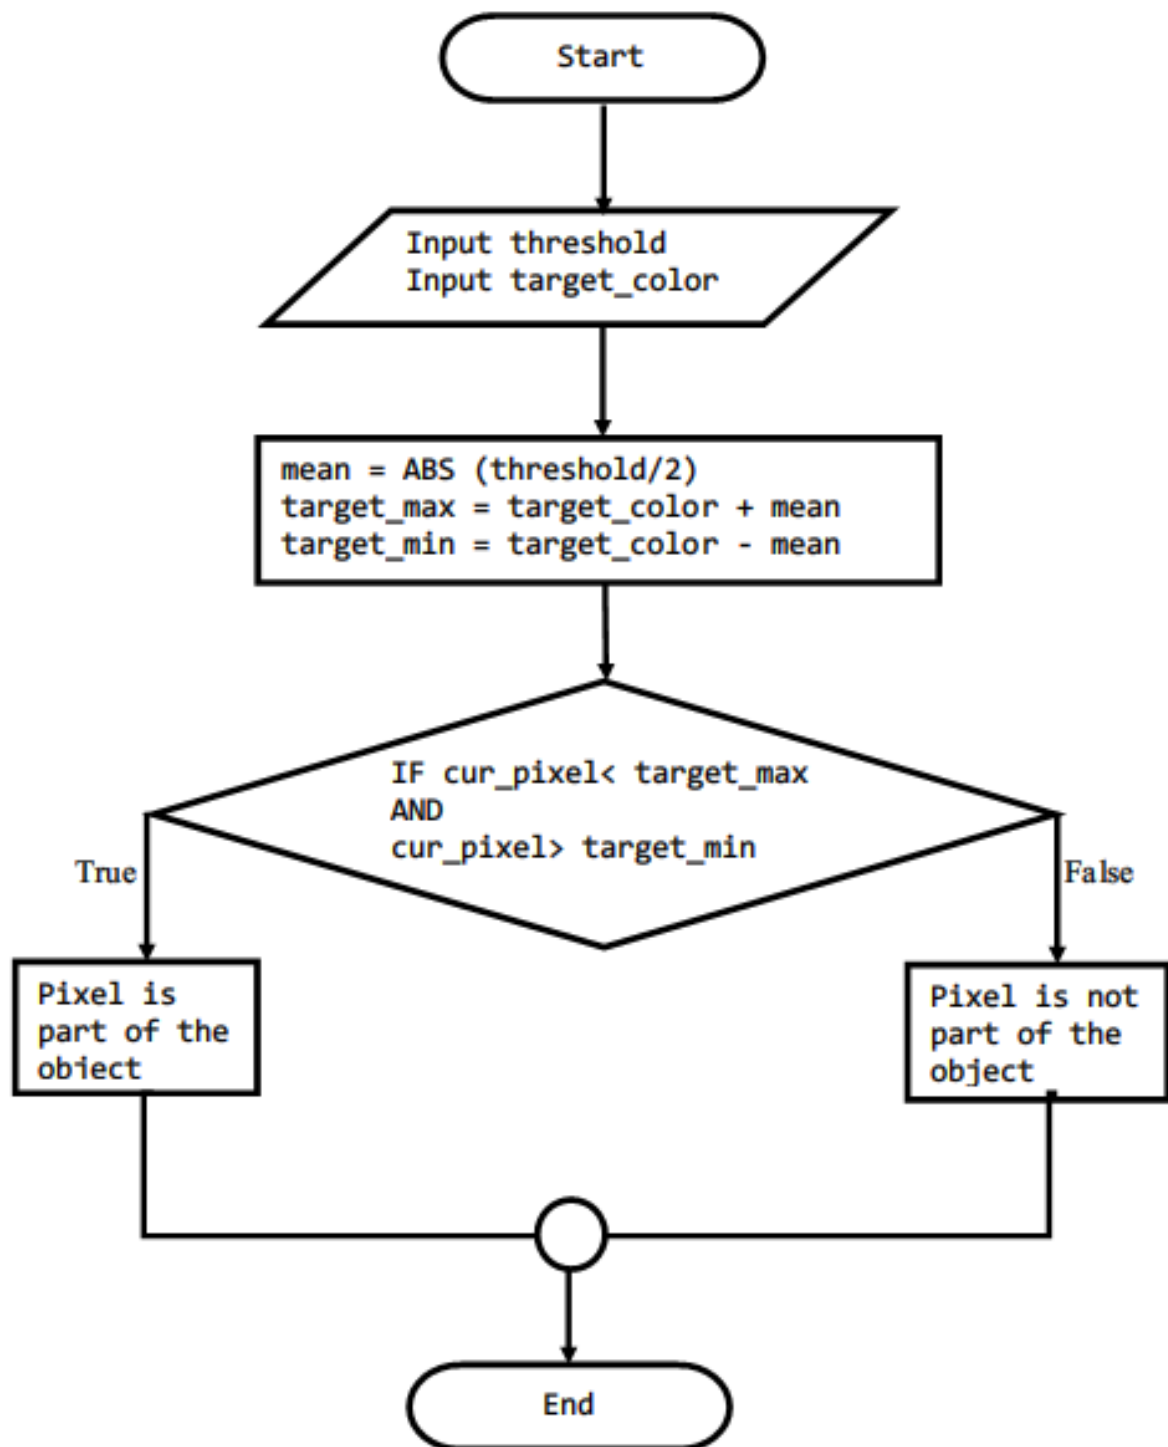 Start
Input threshold
Input target_color
mean = ABS (threshold/2)
target_max = target_color + mean
target_min = target_color - mean
IF cur_pixel< target_max
AND
cur_pixel> target_min
True
False
Pixel is
part of the
object
Pixel is not
part of the
object
End